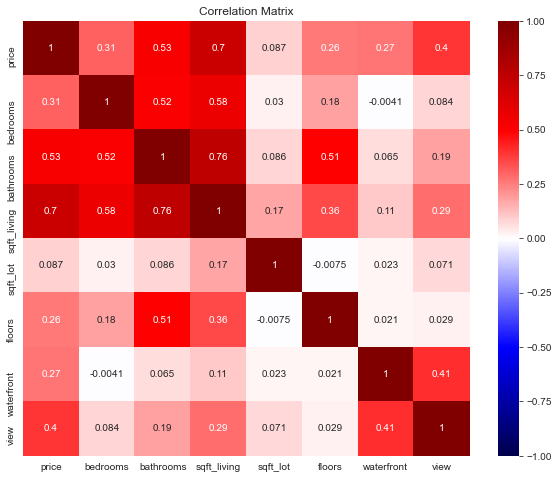 Correlation Matrix
price 1 0.31 0.53 0.7 0.087 0.26 0.27 0.4
bedrooms 0.31 1 0.52 0.58 0.03 0.18 -0.0041 0.084
bathrooms 0.53 0.52 1 0.76 0.086 0.51 0.065 0.19
sqft_living 0.7 0.58 0.76 1 0.17 0.36 0.11 0.29
sqft_lot 0.087 0.03 0.086 0.17 1 -0.0075 0.023 0.071
floors 0.26 0.18 0.51 0.36 -0.0075 1 0.021 0.029
waterfront 0.27 -0.0041 0.065 0.11 0.023 0.021 1 0.41
view 0.4 0.084 0.19 0.29 0.071 0.029 0.41 1
price bedrooms bathrooms sqft_living sqft_lot floors waterfront view
1.00
0.75
0.50
0.25
0.00
−0.25
−0.50
−0.75
−1.00